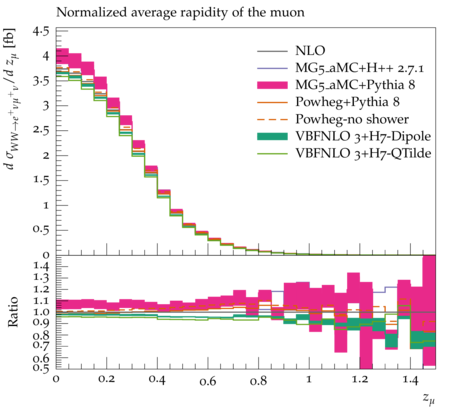 Normalized average rapidity of the muon
d σ_{WW→e⁺νμ⁺ν}/d z_μ [fb]
4.5
4
3.5
3
2.5
2
1.5
1
0.5
0
NLO
MG5_aMC+H++ 2.7.1
MG5_aMC+Pythia 8
Powheg+Pythia 8
Powheg-no shower
VBFNLO 3+H7-Dipole
VBFNLO 3+H7-QTilde
Ratio
1.4
1.3
1.2
1.1
1.0
0.9
0.8
0.7
0.6
0.5
0 0.2 0.4 0.6 0.8 1 1.2 1.4
z_μ